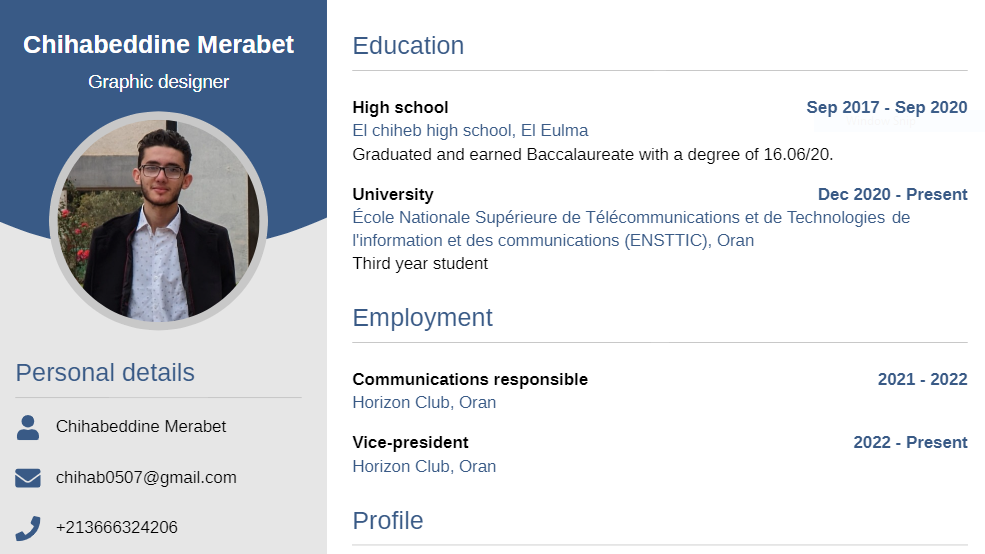 Chihabeddine Merabet
Graphic designer
Personal details
Chihabeddine Merabet
chihab0507@gmail.com
+213666324206
Education
High school Sep 2017 - Sep 2020
El chiheb high school, El Eulma
Graduated and earned Baccalaureate with a degree of 16.06/20.
University Dec 2020 - Present
École Nationale Supérieure de Télécommunications et de Technologies de
l'information et des communications (ENSTTIC), Oran
Third year student
Employment
Communications responsible 2021 - 2022
Horizon Club, Oran
Vice-president 2022 - Present
Horizon Club, Oran
Profile